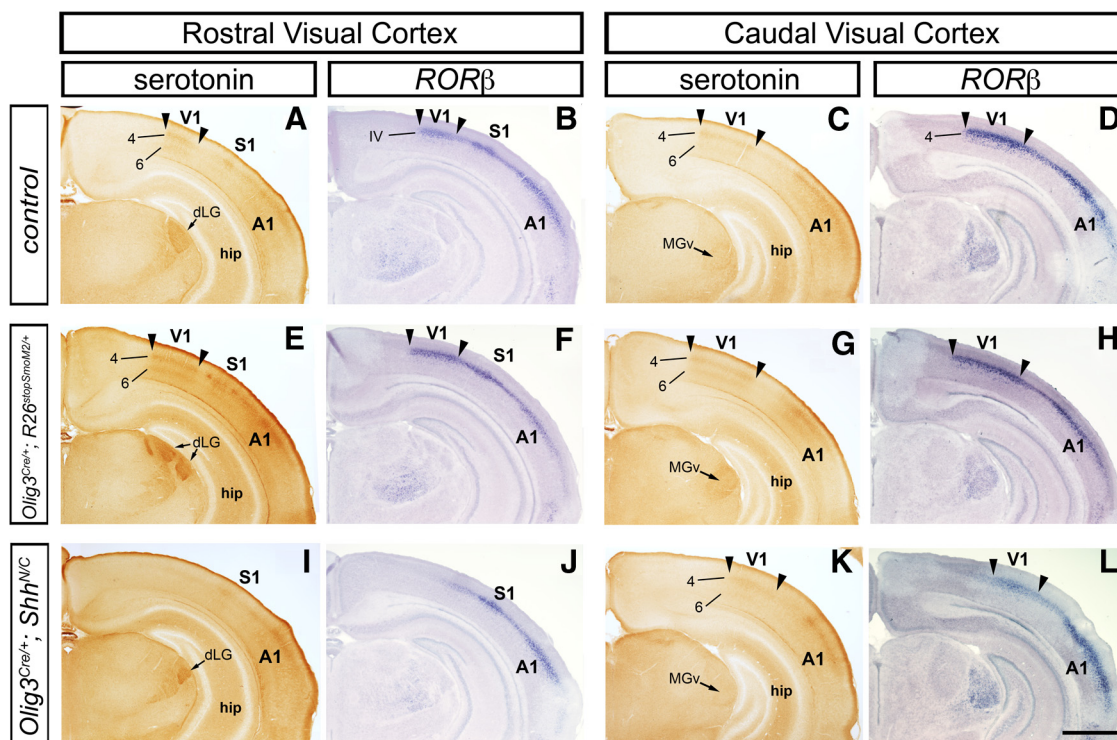 Rostral Visual Cortex
Caudal Visual Cortex
serotonin
RORβ
serotonin
RORβ
control
A
V1
4
6
S1
dLG
A1
hip
B
V1
IV
S1
A1
C
V1
4
6
MGv
A1
hip
D
V1
4
A1
Olig3Cre/+; R26stopSmoM2/+
E
V1
4
6
S1
dLG
A1
hip
F
V1
S1
A1
G
V1
4
6
MGv
A1
hip
H
V1
A1
Olig3Cre/+; ShhN/C
I
S1
dLG
A1
hip
J
S1
A1
K
V1
4
6
MGv
A1
hip
L
V1
A1